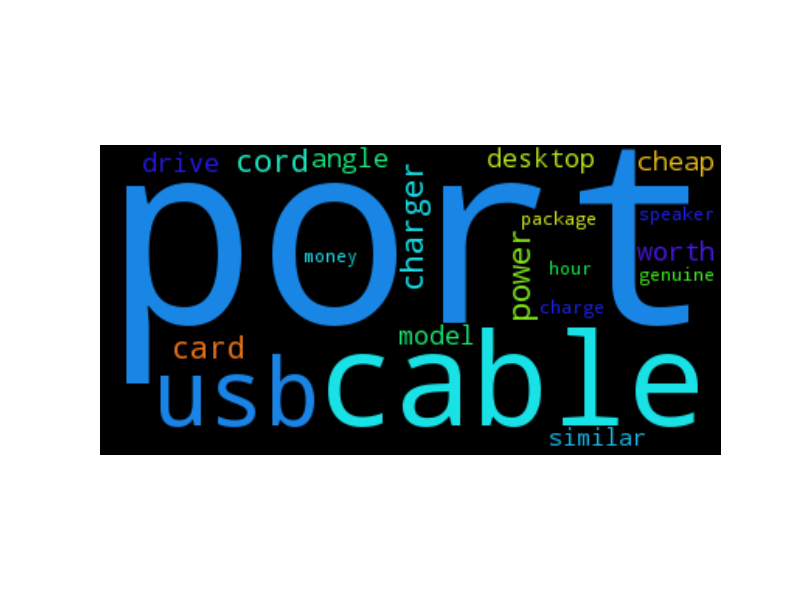 drive cord angle desktop cheap
port
charger
package speaker
money power worth
hour genuine
charge
card model
usb cable
similar